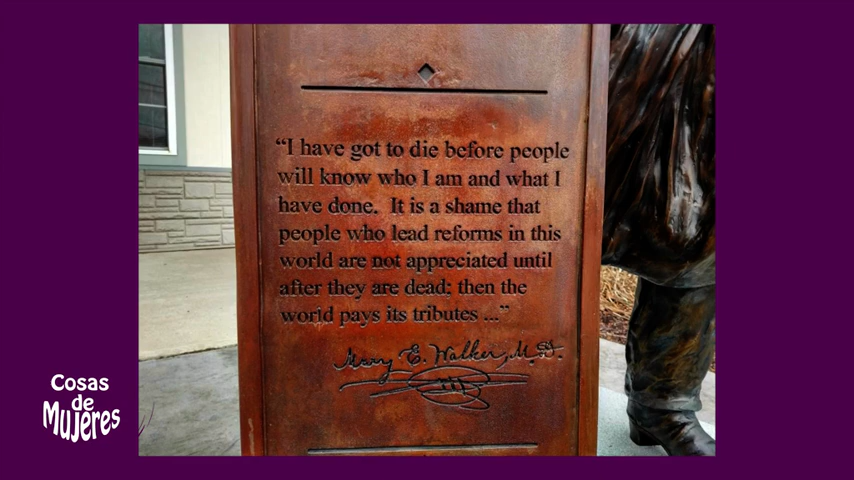 “I have got to die before people
will know who I am and what I
have done. It is a shame that
people who lead reforms in this
world are not appreciated until
after they are dead; then the
world pays its tributes ...”
Mary E. Walker, M.D.
Cosas
de
Mujeres